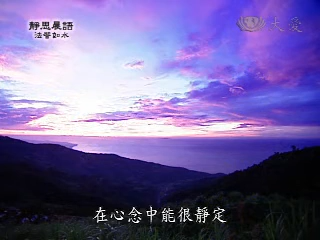 靜思晨語
法譬如水
大愛
在心念中能很靜定